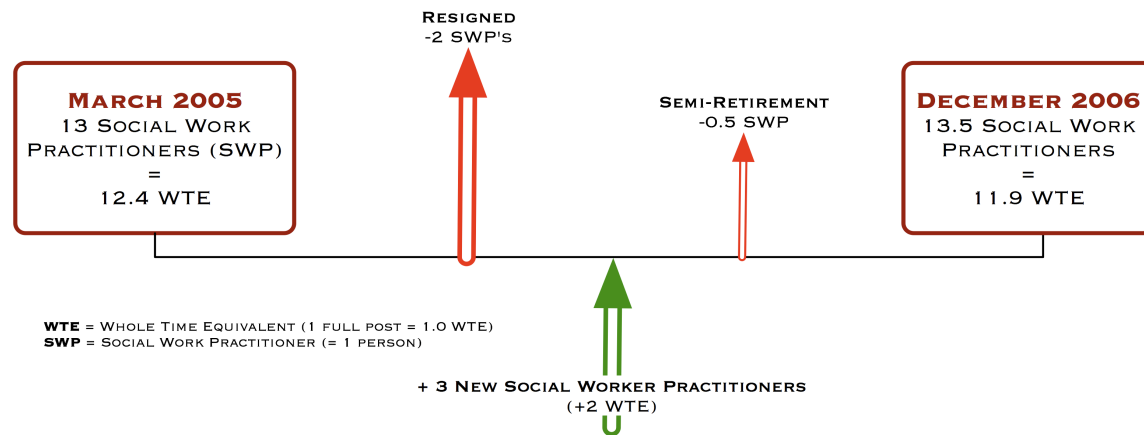 Resigned
-2 SWP's
March 2005
13 Social Work
Practitioners (SWP)
=
12.4 WTE
Semi-Retirement
-0.5 SWP
December 2006
13.5 Social Work
Practitioners
=
11.9 WTE
WTE = Whole Time Equivalent (1 full post = 1.0 WTE)
SWP = Social Work Practitioner (= 1 person)
+ 3 New Social Worker Practitioners
(+2 WTE)